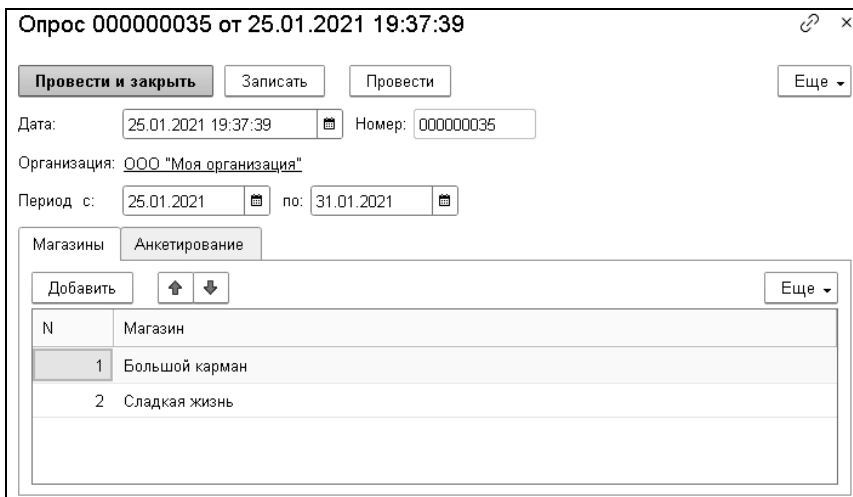 Опрос 000000035 от 25.01.2021 19:37:39
Провести и закрыть Записать Провести Еще
Дата: 25.01.2021 19:37:39 Номер: 000000035
Организация: ООО "Моя организация"
Период с: 25.01.2021 по: 31.01.2021
Магазины Анкетирование
Добавить Еще
N Магазин
1 Большой карман
2 Сладкая жизнь